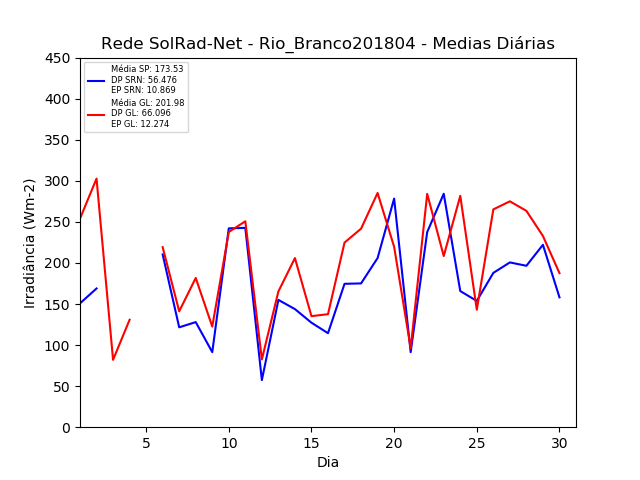 Rede SolRad-Net - Rio_Branco201804 - Medias Diárias
Média SP: 173.53
DP SRN: 56.476
EP SRN: 10.869
Média GL: 201.98
DP GL: 66.096
EP GL: 12.274
Irradiância (Wm-2)
450
400
350
300
250
200
150
100
50
0
5
10
15
20
25
30
Dia